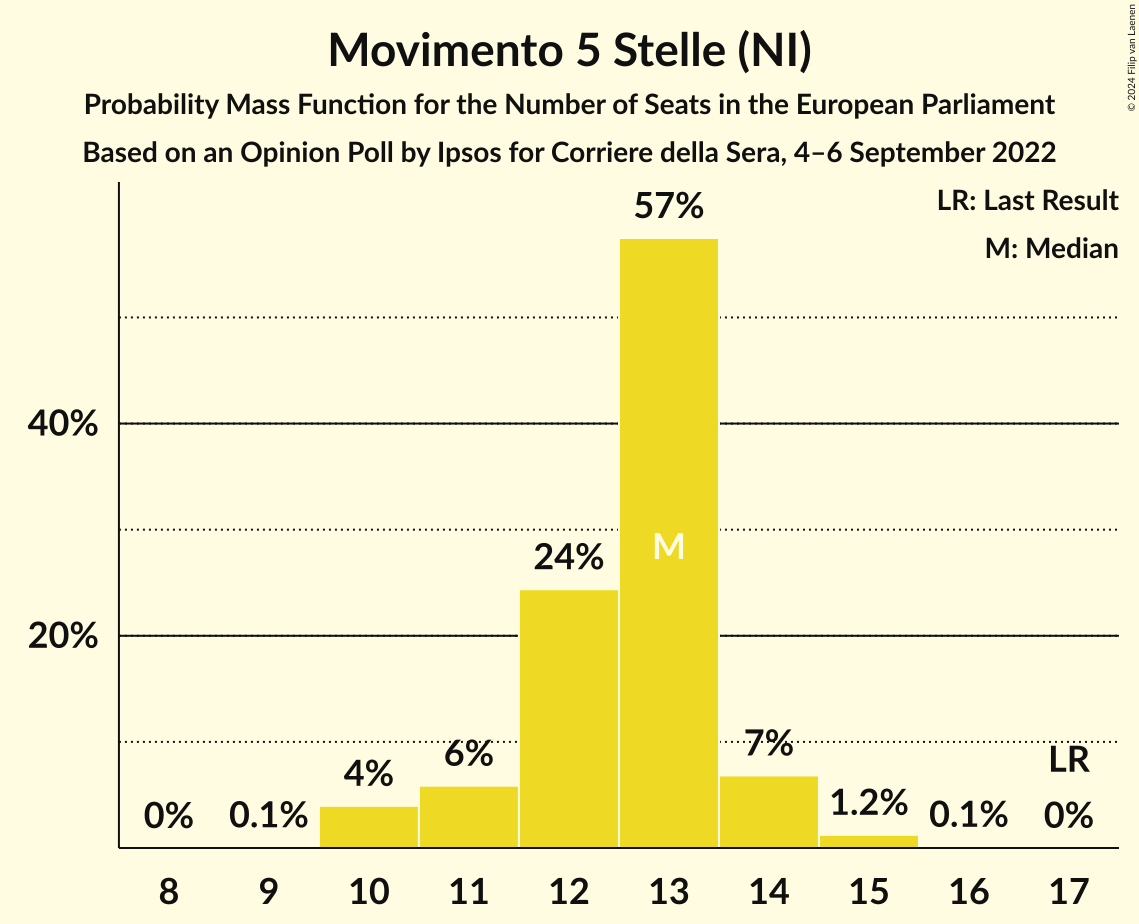 Movimento 5 Stelle (NI)
Probability Mass Function for the Number of Seats in the European Parliament
Based on an Opinion Poll by Ipsos for Corriere della Sera, 4–6 September 2022
© 2024 Filip van Laenen
LR: Last Result
M: Median
57%
40%
24%
M
20%
6%
7%
4%
LR
1.2%
0%
0.1%
0.1%
0%
8 9 10 11 12 13 14 15 16 17